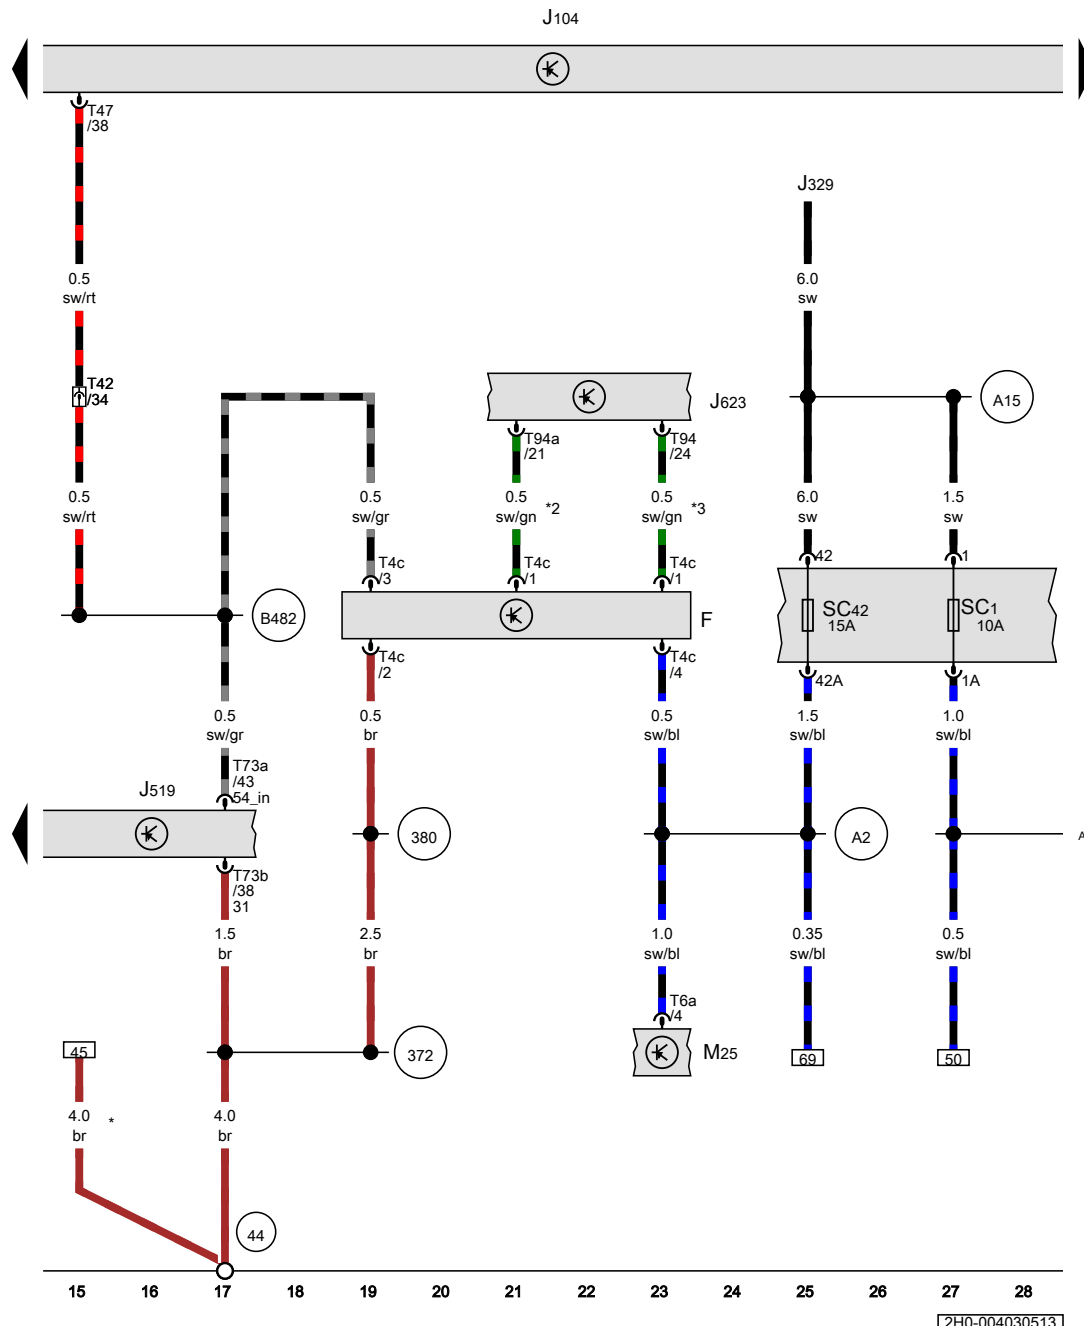 J104
T47
/38
J329
0.5
sw/rt
6.0
sw
T42
/34
J623
A15
T94a
/21
T94
/24
0.5
sw/rt
0.5
sw/gr
0.5
sw/gn
*2
0.5
sw/gn
*3
6.0
sw
1.5
sw
T4c
/3
T4c
/1
T4c
/1
42
1
B482
F
SC42
15A
SC1
10A
T4c
/2
T4c
/4
42A
1A
0.5
sw/gr
0.5
br
0.5
sw/bl
1.5
sw/bl
1.0
sw/bl
J519
T73a
/43
54_in
380
A2
A
T73b
/38
31
1.5
br
2.5
br
1.0
sw/bl
0.35
sw/bl
0.5
sw/bl
T6a
/4
45
372
M25
69
50
4.0
br
*
4.0
br
44
15 16 17 18 19 20 21 22 23 24 25 26 27 28
2H0-004030513